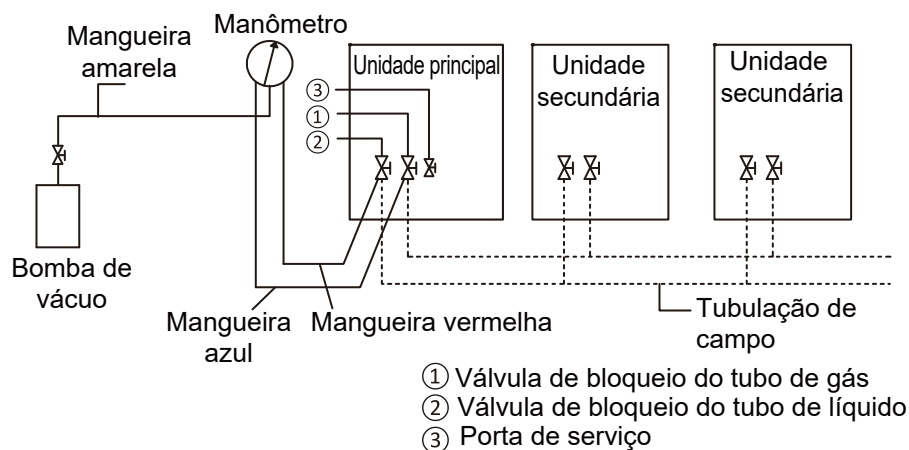 Manômetro
Mangueira
amarela
Unidade principal
Unidade
secundária
Unidade
secundária
③
①
②
Bomba de
vácuo
Mangueira
azul
Mangueira vermelha
Tubulação de
campo
① Válvula de bloqueio do tubo de gás
② Válvula de bloqueio do tubo de líquido
③ Porta de serviço